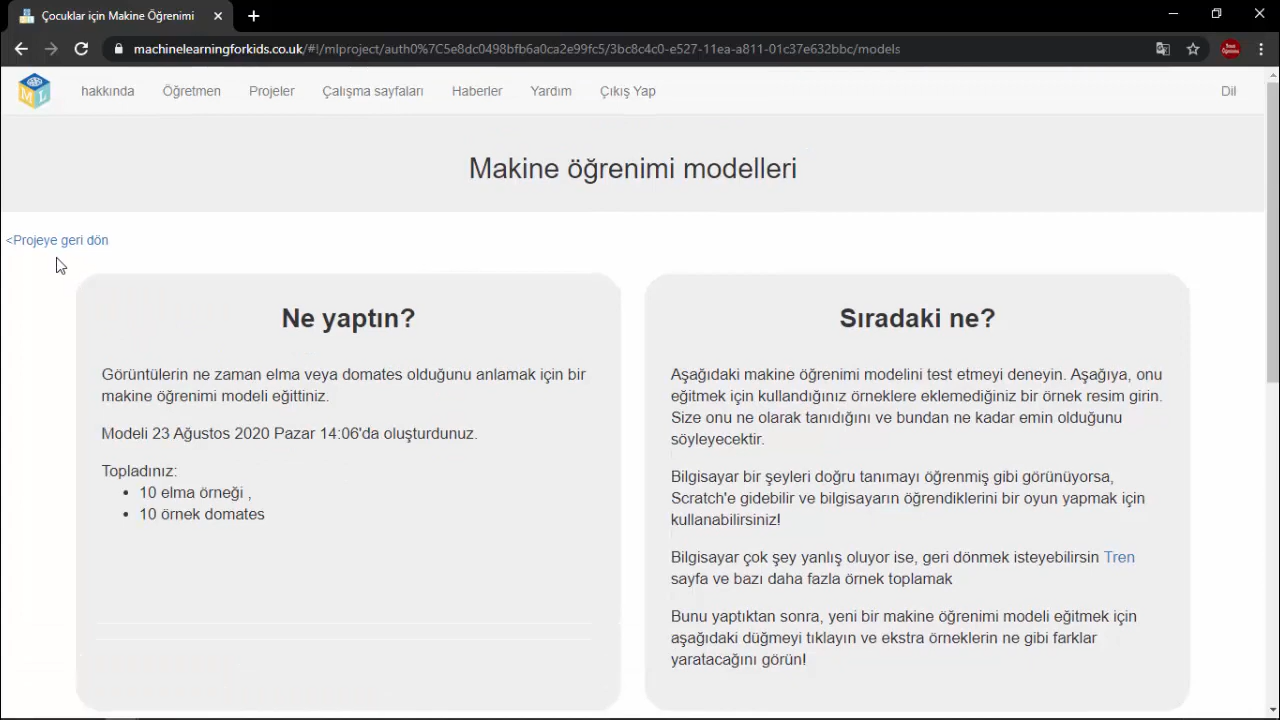 Çocuklar için Makine Öğrenimi
machinelearningforkids.co.uk/#!/mlproject/auth0%7C5e8dc0498bfb6a0ca2e99fc5/3bc8c4c0-e527-11ea-a811-01c37e632bbc/models
ML
hakkında Öğretmen Projeler Çalışma sayfaları Haberler Yardım Çıkış Yap Dil
Makine öğrenimi modelleri
<Projeye geri dön
Ne yaptın?
Görüntülerin ne zaman elma veya domates olduğunu anlamak için bir
makine öğrenimi modeli eğittiniz.
Modeli 23 Ağustos 2020 Pazar 14:06'da oluşturdunuz.
Topladınız:
• 10 elma örneği ,
• 10 örnek domates
Sıradaki ne?
Aşağıdaki makine öğrenimi modelini test etmeyi deneyin. Aşağıya, onu
eğitmek için kullandığınız örneklere eklemediğiniz bir örnek resim girin.
Size onu ne olarak tanıdığını ve bundan ne kadar emin olduğunu
söyleyecektir.
Bilgisayar bir şeyleri doğru tanımayı öğrenmiş gibi görünüyorsa,
Scratch'e gidebilir ve bilgisayarın öğrendiklerini bir oyun yapmak için
kullanabilirsiniz!
Bilgisayar çok şey yanlış oluyor ise, geri dönmek isteyebilirsin Tren
sayfa ve bazı daha fazla örnek toplamak
Bunu yaptıktan sonra, yeni bir makine öğrenimi modeli eğitmek için
aşağıdaki düğmeyi tıklayın ve ekstra örneklerin ne gibi farklar
yaratacağını görün!